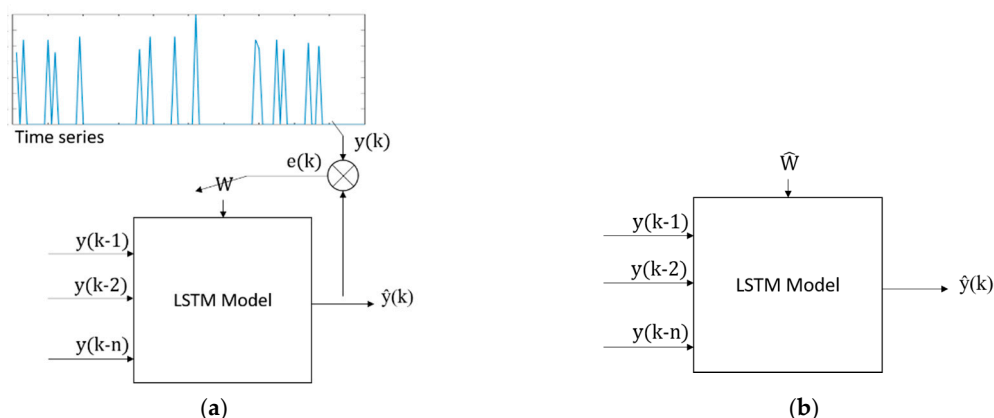 Time series
y(k)
e(k)
W
y(k-1)
y(k-2)
LSTM Model
ŷ(k)
y(k-n)
(a)
Ŵ
y(k-1)
y(k-2)
LSTM Model
ŷ(k)
y(k-n)
(b)